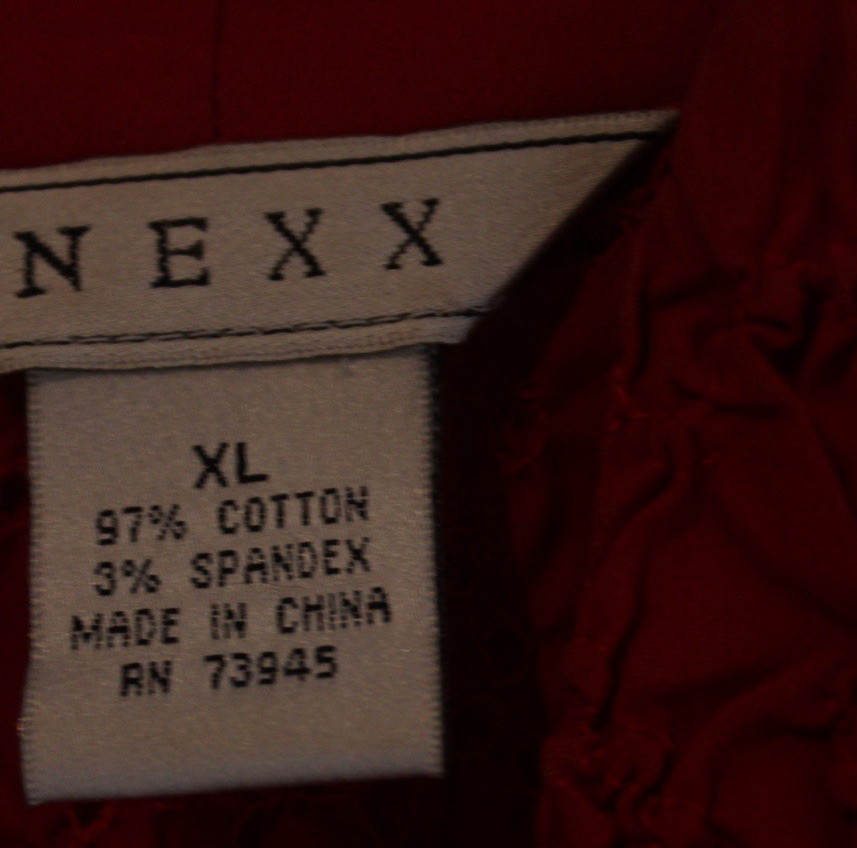 NEXX
XL
97% COTTON
3% SPANDEX
MADE IN CHINA
RN 73945